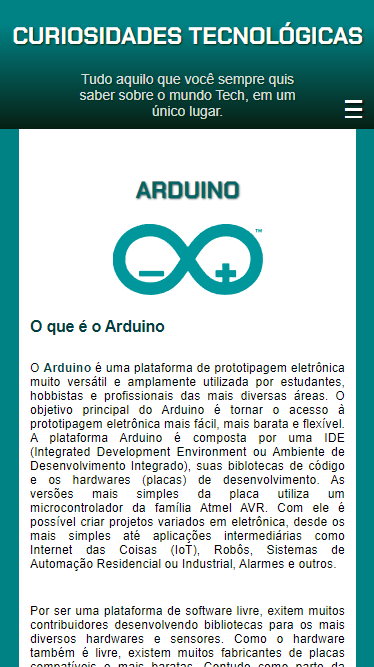 CURIOSIDADES TECNOLÓGICAS
Tudo aquilo que você sempre quis
saber sobre o mundo Tech, em um
único lugar.
ARDUINO
™
O que é o Arduino
O Arduino é uma plataforma de prototipagem eletrônica
muito versátil e amplamente utilizada por estudantes,
hobbistas e profissionais das mais diversas áreas. O
objetivo principal do Arduino é tornar o acesso à
prototipagem eletrônica mais fácil, mais barata e flexível.
A plataforma Arduino é composta por uma IDE
(Integrated Development Environment ou Ambiente de
Desenvolvimento Integrado), suas biblotecas de código
e os hardwares (placas) de desenvolvimento. As
versões mais simples da placa utiliza um
microcontrolador da família Atmel AVR. Com ele é
possível criar projetos variados em eletrônica, desde os
mais simples até aplicações intermediárias como
Internet das Coisas (IoT), Robôs, Sistemas de
Automação Residencial ou Industrial, Alarmes e outros.
Por ser uma plataforma de software livre, exitem muitos
contribuidores desenvolvendo bibliotecas para os mais
diversos hardwares e sensores. Como o hardware
também é livre, existem muitos fabricantes de placas
compatíveis e mais baratas. Contudo como parte da